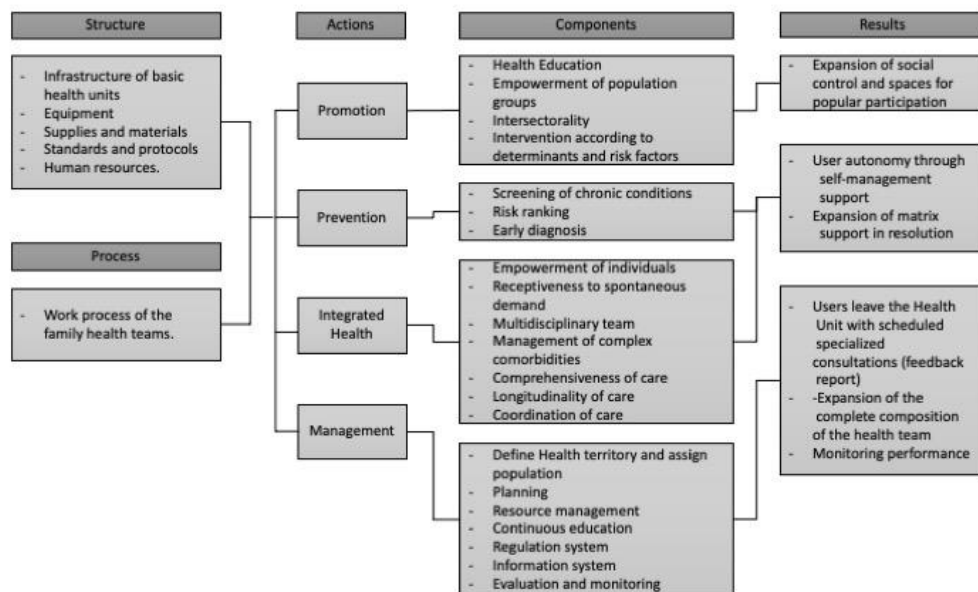 Structure
- Infrastructure of basic
health units
- Equipment
- Supplies and materials
- Standards and protocols
- Human resources.
Process
- Work process of the
family health teams.
Actions
Promotion
Prevention
Integrated
Health
Management
Components
- Health Education
- Empowerment of population
groups
- Intersectorality
- Intervention according to
determinants and risk factors
- Screening of chronic conditions
- Risk ranking
- Early diagnosis
- Empowerment of individuals
- Receptiveness to spontaneous
demand
- Multidisciplinary team
- Management of complex
comorbidities
- Comprehensiveness of care
- Longitudinality of care
- Coordination of care
- Define Health territory and assign
population
- Planning
- Resource management
- Continuous education
- Regulation system
- Information system
- Evaluation and monitoring
Results
- Expansion of social
control and spaces for
popular participation
- User autonomy through
self-management
support
- Expansion of matrix
support in resolution
- Users leave the Health
Unit with scheduled
specialized
consultations (feedback
report)
- -Expansion of the
complete composition
of the health team
- Monitoring performance